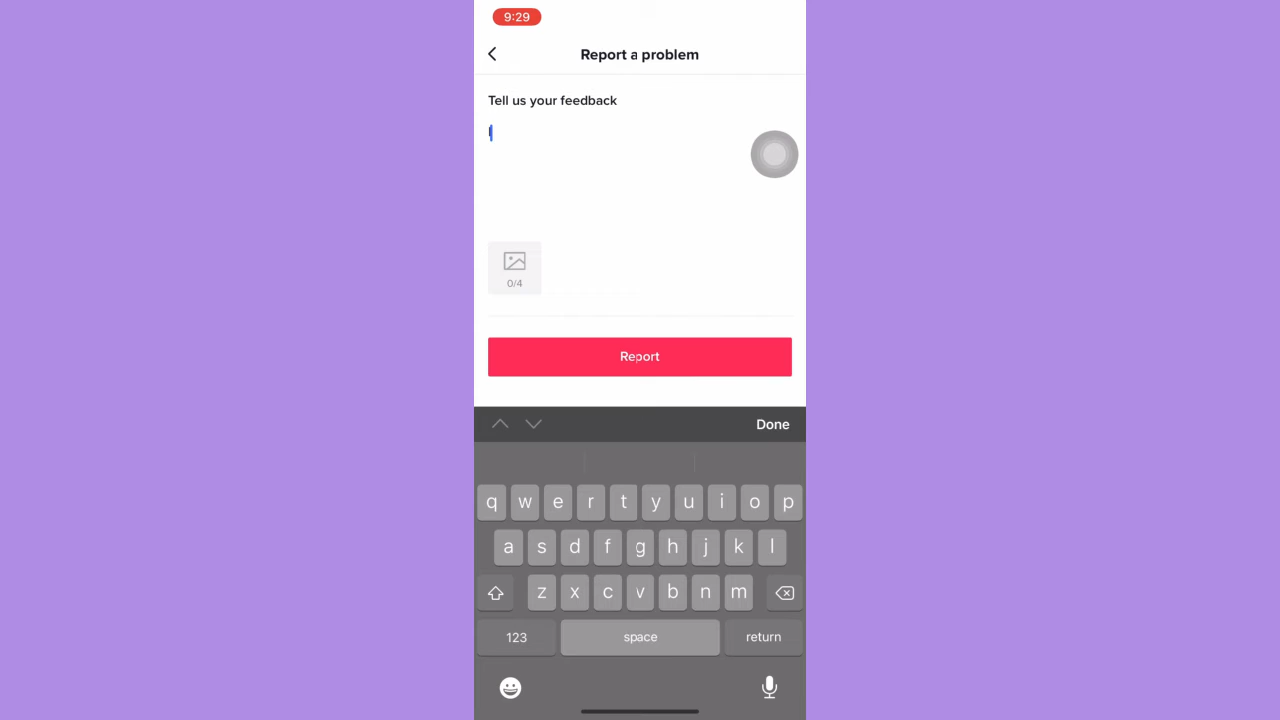 9:29
Report a problem
Tell us your feedback
0/4
Report
Done
q w e r t y u i o p
a s d f g h j k l
z x c v b n m
123 space return